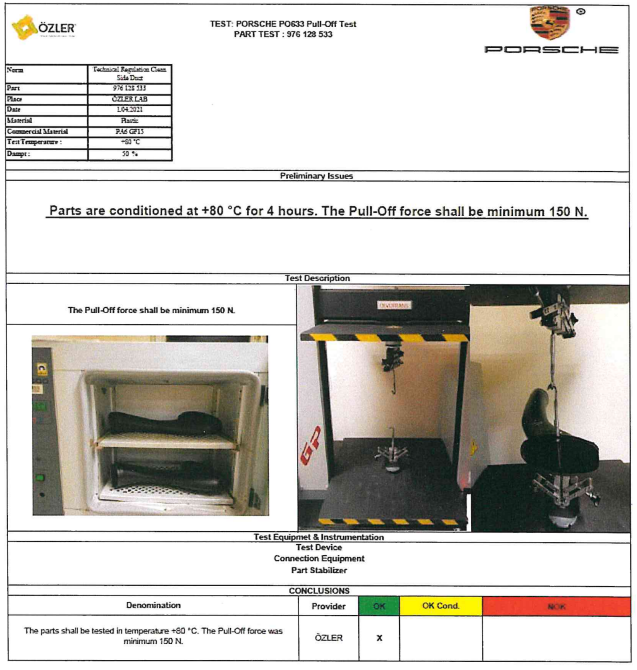 ÖZLER
TEST: PORSCHE PO633 Pull-Off Test
PART TEST : 976 128 533
PORSCHE
®
Norm
Technical Regulation Clean
Side Duct
Part
976 128 533
Place
ÖZLER LAB
Date
1.04.2021
Material
Plastic
Commercial Material
PA6 GF15
Test Temperature :
+80 °C
Dampt :
50 %
Preliminary Issues
Parts are conditioned at +80 °C for 4 hours. The Pull-Off force shall be minimum 150 N.
Test Description
The Pull-Off force shall be minimum 150 N.
DEVOTRANS
GP
Test Equipmet & Instrumentation
Test Device
Connection Equipment
Part Stabilizer
CONCLUSIONS
Denomination
Provider
OK
OK Cond.
NOK
The parts shall be tested in temperature +80 °C. The Pull-Off force was
minimum 150 N.
ÖZLER
X